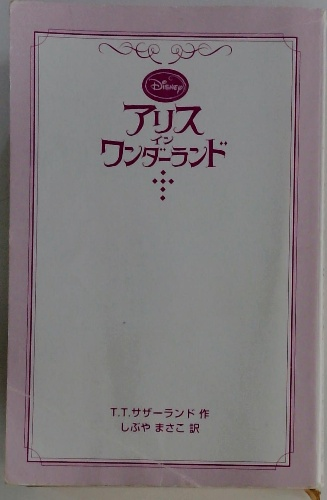 Disney
アリス
イン
ワンダーランド
T.T.サザーランド 作
しぶや まさこ 訳